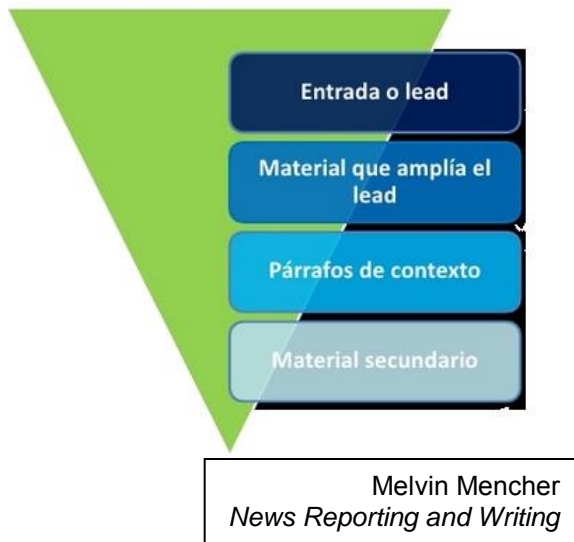 Entrada o lead
Material que amplía el
lead
Párrafos de contexto
Material secundario
Melvin Mencher
News Reporting and Writing